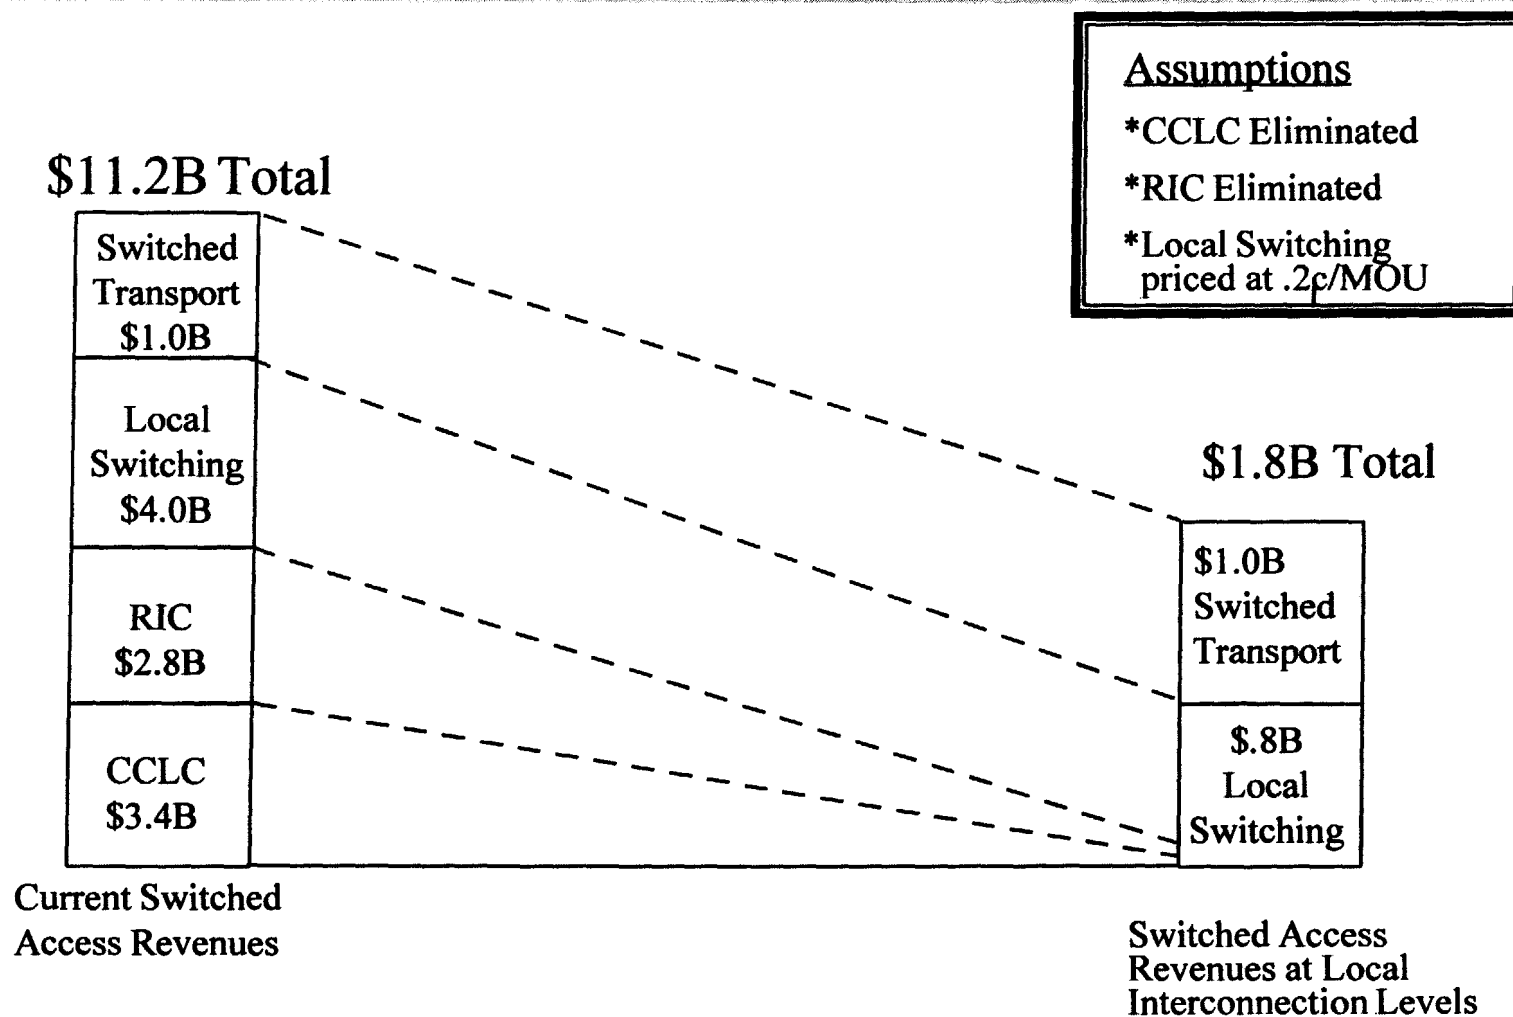 Assumptions
*CCLC Eliminated
*RIC Eliminated
*Local Switching
priced at .2c/MOU
$11.2B Total
Switched
Transport
$1.0B
Local
Switching
$4.0B
RIC
$2.8B
CCLC
$3.4B
Current Switched
Access Revenues
$1.8B Total
$1.0B
Switched
Transport
$.8B
Local
Switching
Switched Access
Revenues at Local
Interconnection Levels